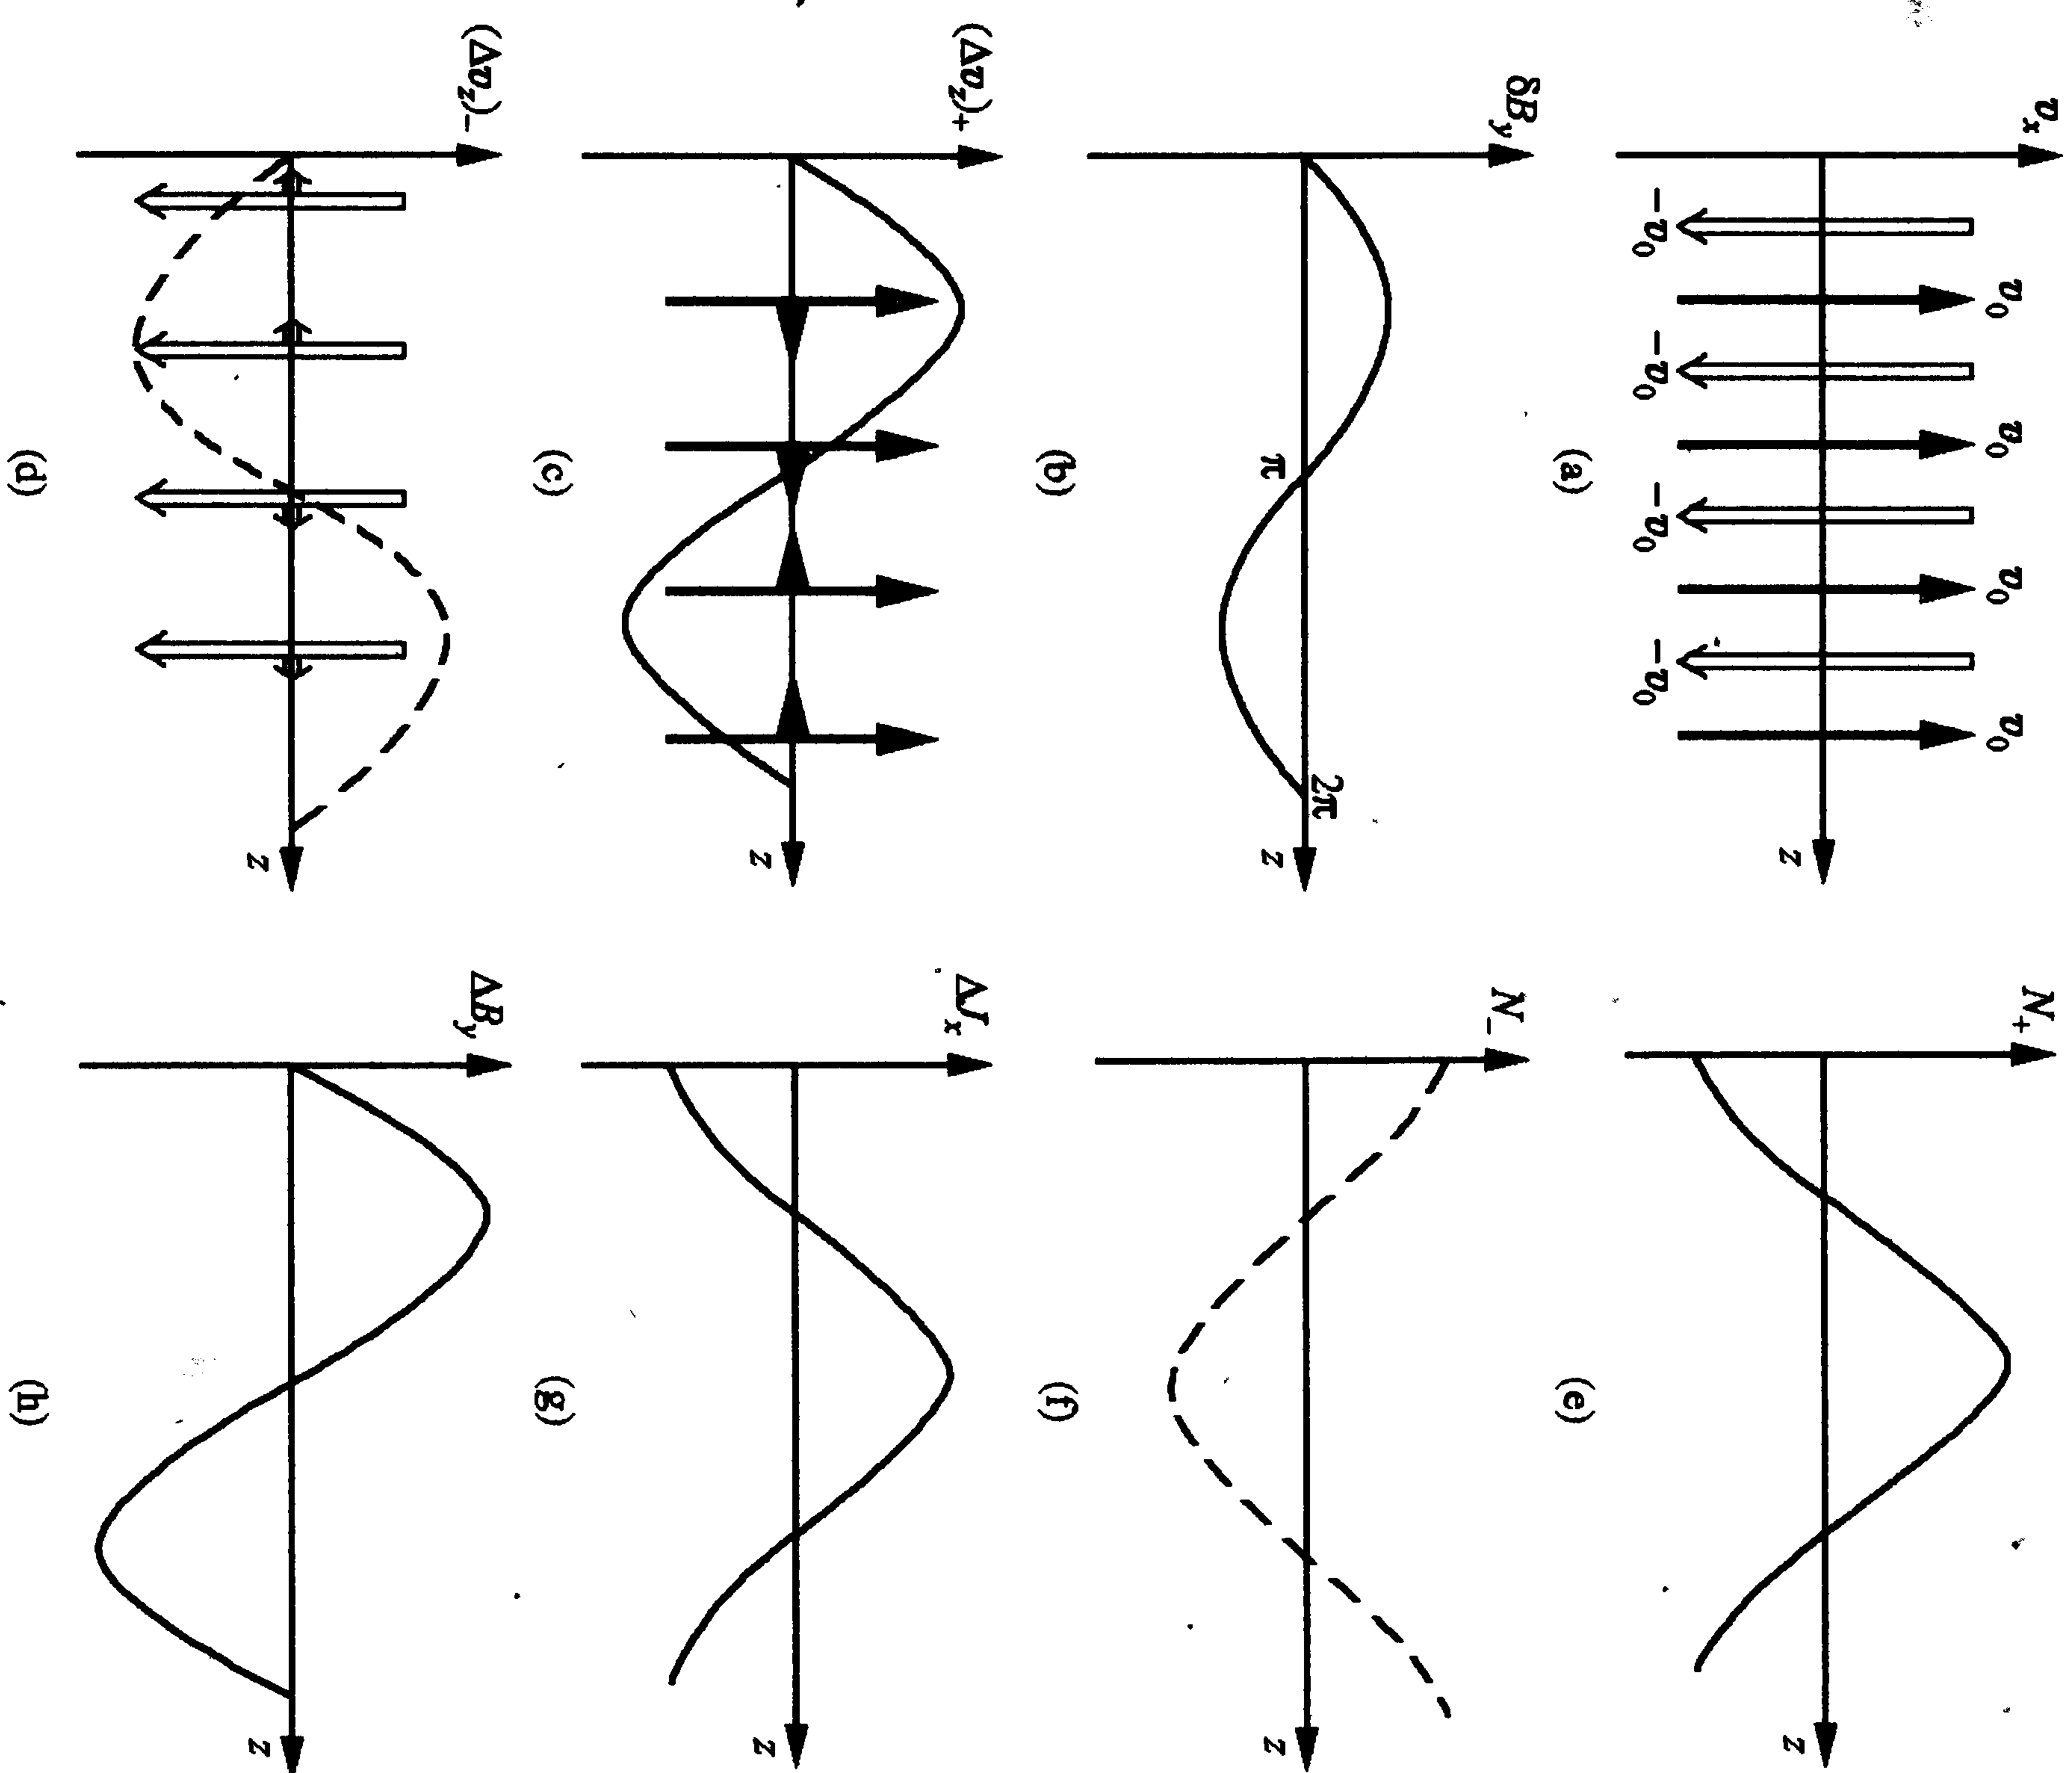 v_x
v_0 v_0 v_0 v_0
-v_0 -v_0 -v_0 -v_0
z
(a)
δB_y
2π
π
z
(b)
(Δv_z)_+
z
(c)
(Δv_z)_-
z
(d)
N_+
z
(e)
N_-
z
(f)
ΔJ_x
z
(g)
ΔB_y
z
(h)